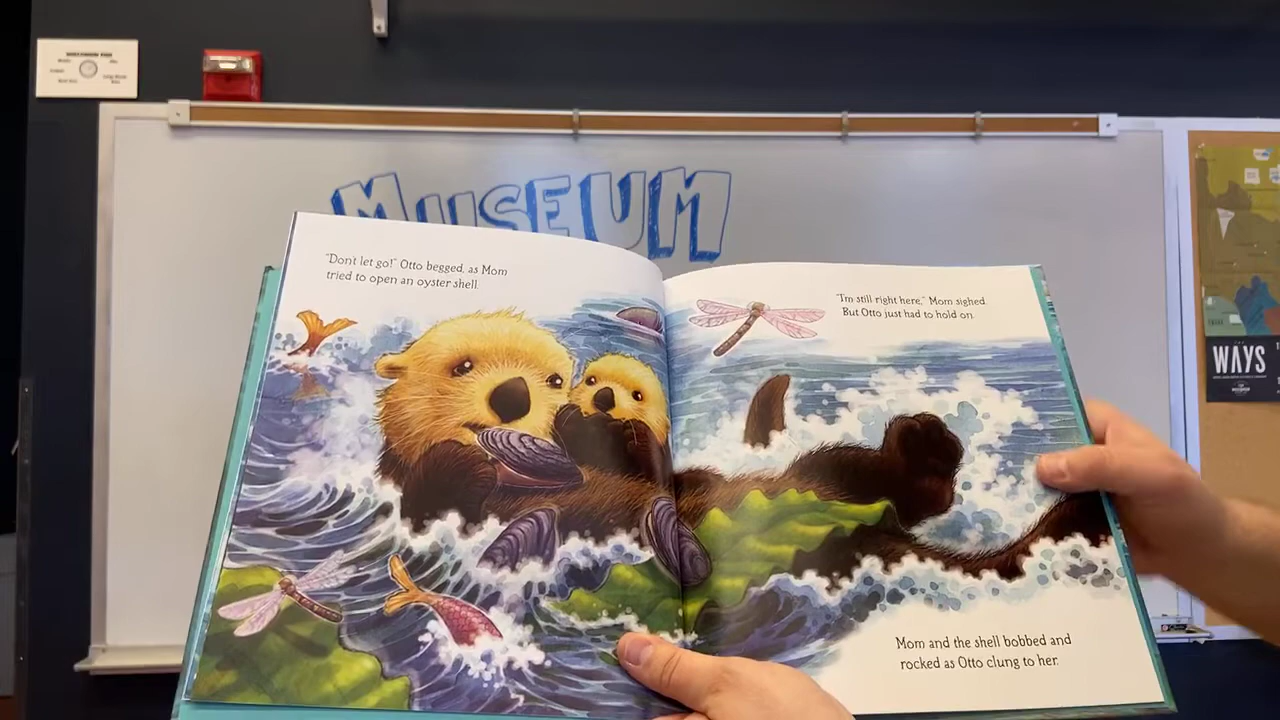 MUSEUM
"Don't let go!" Otto begged, as Mom
tried to open an oyster shell.
"I'm still right here," Mom sighed.
But Otto just had to hold on.
Mom and the shell bobbed and
rocked as Otto clung to her.
WAYS